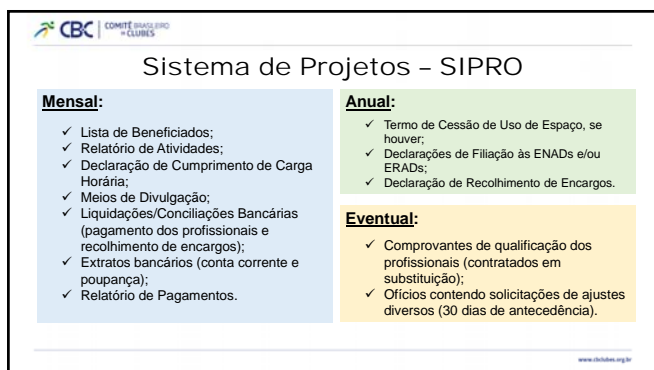 CBC COMITÊ BRASILEIRO
DE CLUBES
Sistema de Projetos – SIPRO
Mensal:
✓ Lista de Beneficiados;
✓ Relatório de Atividades;
✓ Declaração de Cumprimento de Carga
Horária;
✓ Meios de Divulgação;
✓ Liquidações/Conciliações Bancárias
(pagamento dos profissionais e
recolhimento de encargos);
✓ Extratos bancários (conta corrente e
poupança);
✓ Relatório de Pagamentos.
Anual:
✓ Termo de Cessão de Uso de Espaço, se
houver;
✓ Declarações de Filiação às ENADs e/ou
ERADs;
✓ Declaração de Recolhimento de Encargos.
Eventual:
✓ Comprovantes de qualificação dos
profissionais (contratados em
substituição);
✓ Ofícios contendo solicitações de ajustes
diversos (30 dias de antecedência).
www.cbclubes.org.br